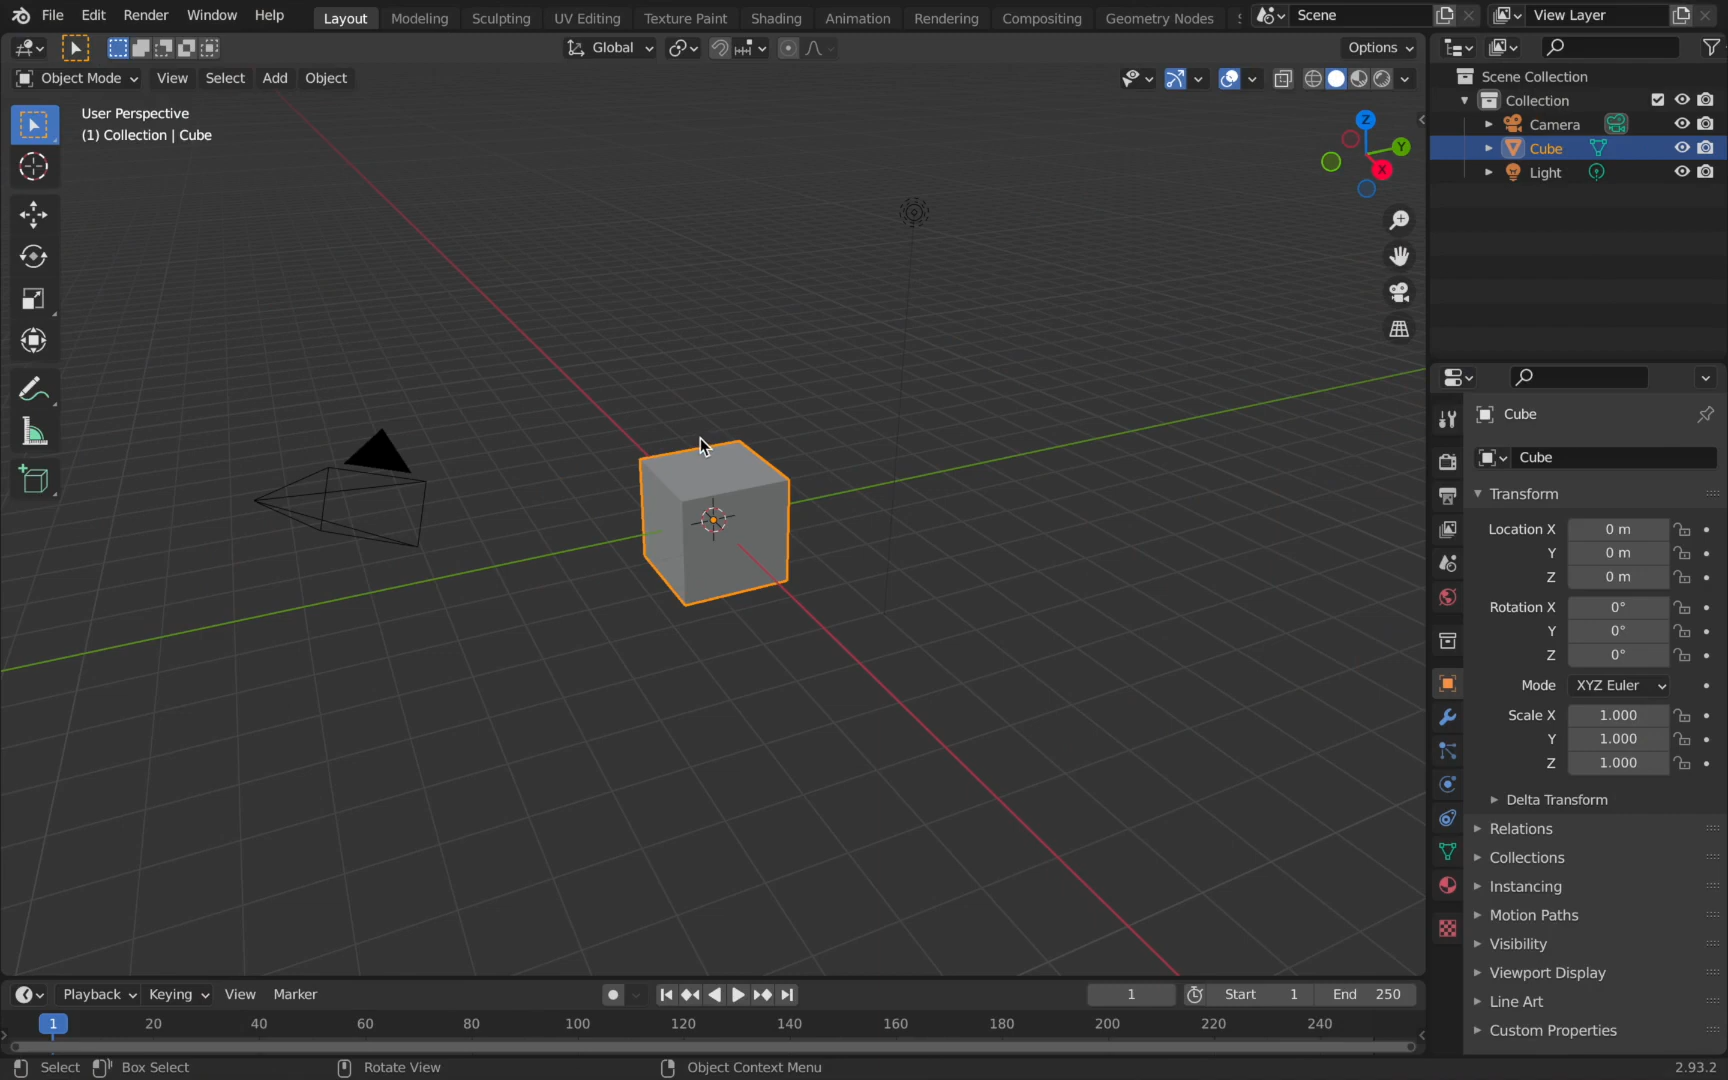 File Edit Render Window Help Layout Modeling Sculpting UV Editing Texture Paint Shading Animation Rendering Compositing Geometry Nodes Scene View Layer
Global Options
Object Mode View Select Add Object
User Perspective
(1) Collection | Cube
Z
Y
X
Scene Collection
Collection
Camera
Cube
Light
Cube
Cube
Transform
Location X 0 m
Y 0 m
Z 0 m
Rotation X 0°
Y 0°
Z 0°
Mode XYZ Euler
Scale X 1.000
Y 1.000
Z 1.000
Delta Transform
Relations
Collections
Instancing
Motion Paths
Visibility
Viewport Display
Line Art
Custom Properties
Playback Keying View Marker 1 Start 1 End 250
1 20 40 60 80 100 120 140 160 180 200 220 240
Select Box Select Rotate View Object Context Menu 2.93.2